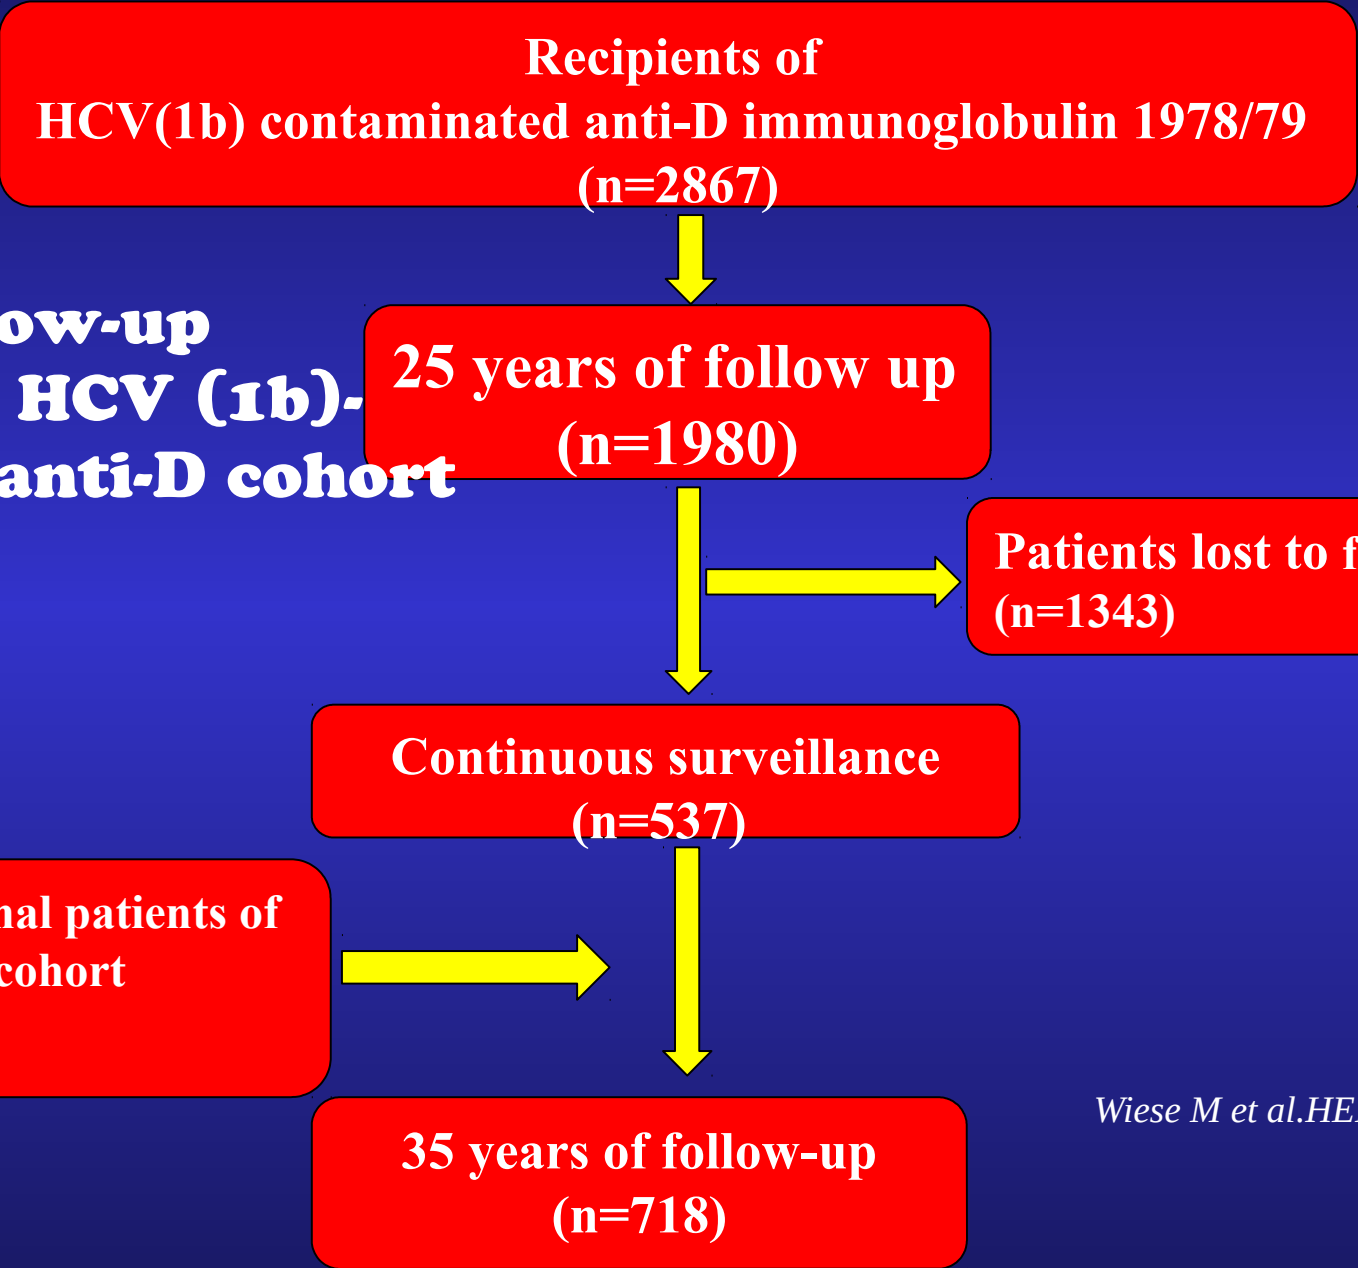 Recipients of
HCV(1b) contaminated anti-D immunoglobulin 1978/79
(n=2867)
ow-up
HCV (1b)-
anti-D cohort
25 years of follow up
(n=1980)
Patients lost to f
(n=1343)
Continuous surveillance
(n=537)
nal patients of
cohort
35 years of follow-up
(n=718)
Wiese M et al.HE